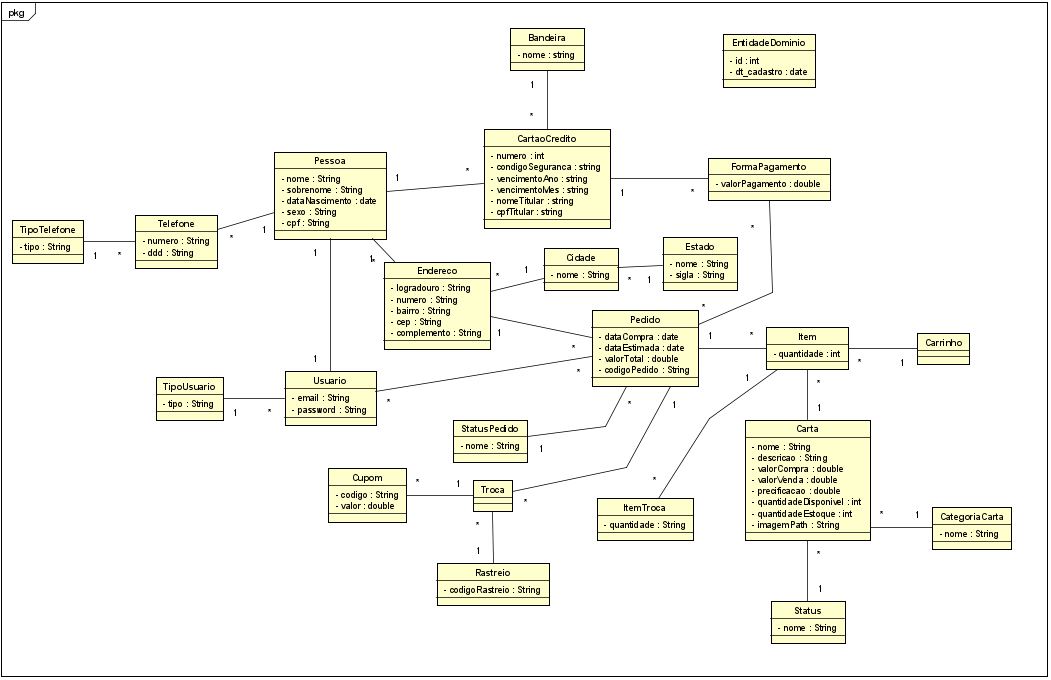 pkg
Bandeira
- nome : string
EntidadeDominio
- id : int
- dt_cadastro : date
1
*
CartaoCredito
- numero : int
- condigoSeguranca : string
- vencimentoAno : string
- vencimentoMes : string
- nomeTitular : string
- cpfTitular : string
Pessoa
- nome : String
- sobrenome : String
- dataNascimento : date
- sexo : String
- cpf : String
1
*
FormaPagamento
- valorPagamento : double
1
*
TipoTelefone
- tipo : String
1
*
Telefone
- numero : String
- ddd : String
*
1
1
1
*
Endereco
- logradouro : String
- numero : String
- bairro : String
- cep : String
- complemento : String
*
1
Cidade
- nome : String
*
1
Estado
- nome : String
- sigla : String
*
*
1
*
Pedido
- dataCompra : date
- dataEstimada : date
- valorTotal : double
- codigoPedido : String
1
*
Item
- quantidade : int
*
1
Carrinho
1
TipoUsuario
- tipo : String
1
*
Usuario
- email : String
- password : String
*
*
1
*
1
Carta
- nome : String
- descricao : String
- valorCompra : double
- valorVenda : double
- precificacao : double
- quantidadeDisponivel : int
- quantidadeEstoque : int
- imagemPath : String
*
1
StatusPedido
- nome : String
1
*
1
Cupom
- codigo : String
- valor : double
*
1
Troca
*
*
ItemTroca
- quantidade : String
*
1
CategoriaCarta
- nome : String
*
1
Rastreio
- codigoRastreio : String
*
1
Status
- nome : String